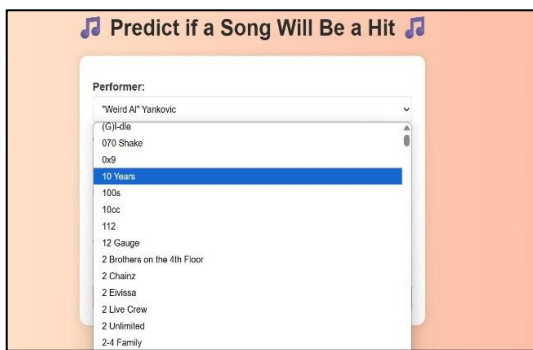 🎵 Predict if a Song Will Be a Hit 🎵
Performer:
"Weird Al" Yankovic
(G)I-dle
070 Shake
0x9
10 Years
100s
10cc
112
12 Gauge
2 Brothers on the 4th Floor
2 Chainz
2 Eivissa
2 Live Crew
2 Unlimited
2-4 Family